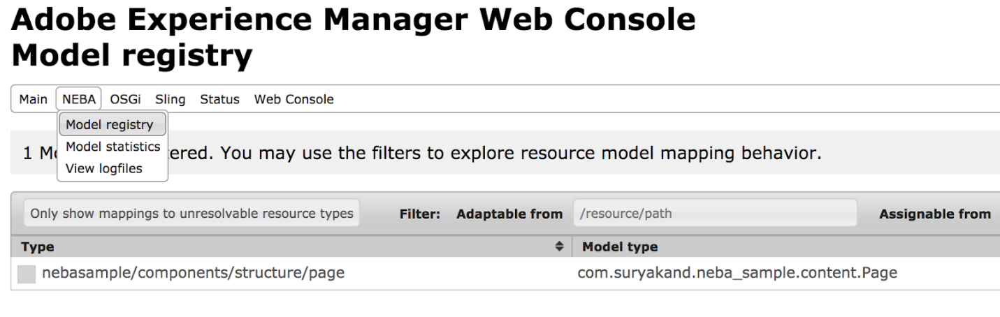 Adobe Experience Manager Web Console
Model registry
Main NEBA OSGi Sling Status Web Console
Model registry
Model statistics
View logfiles
1 ered. You may use the filters to explore resource model mapping behavior.
Only show mappings to unresolvable resource types Filter: Adaptable from /resource/path Assignable from
Type Model type
nebasample/components/structure/page com.suryakand.neba_sample.content.Page